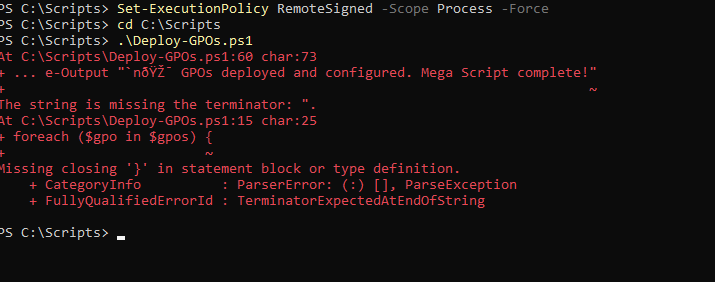 PS C:\Scripts> Set-ExecutionPolicy RemoteSigned -Scope Process -Force
PS C:\Scripts> cd C:\Scripts
PS C:\Scripts> .\Deploy-GPOs.ps1
At C:\Scripts\Deploy-GPOs.ps1:60 char:73
+ ... e-Output "`nðŸŽ¯ GPOs deployed and configured. Mega Script complete!"
+ ~
The string is missing the terminator: ".
At C:\Scripts\Deploy-GPOs.ps1:15 char:25
+ foreach ($gpo in $gpos) {
+ ~
Missing closing '}' in statement block or type definition.
+ CategoryInfo : ParserError: (:) [], ParseException
+ FullyQualifiedErrorId : TerminatorExpectedAtEndOfString
PS C:\Scripts>